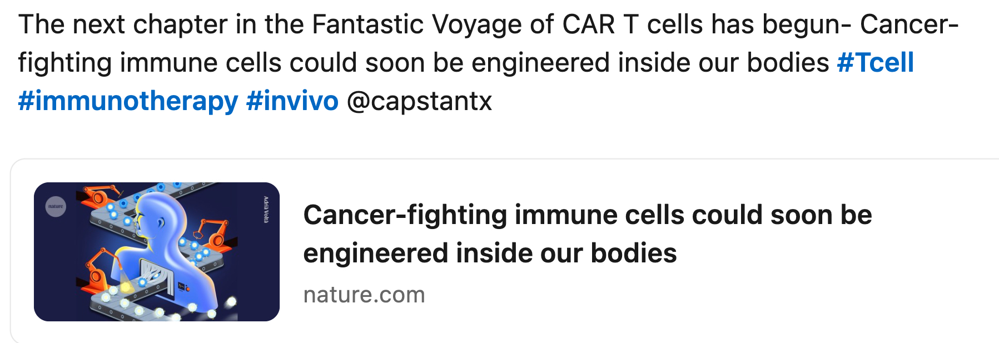 The next chapter in the Fantastic Voyage of CAR T cells has begun- Cancer-
fighting immune cells could soon be engineered inside our bodies #Tcell
#immunotherapy #invivo @capstantx
nature
Adrià Voltà
Cancer-fighting immune cells could soon be
engineered inside our bodies
nature.com